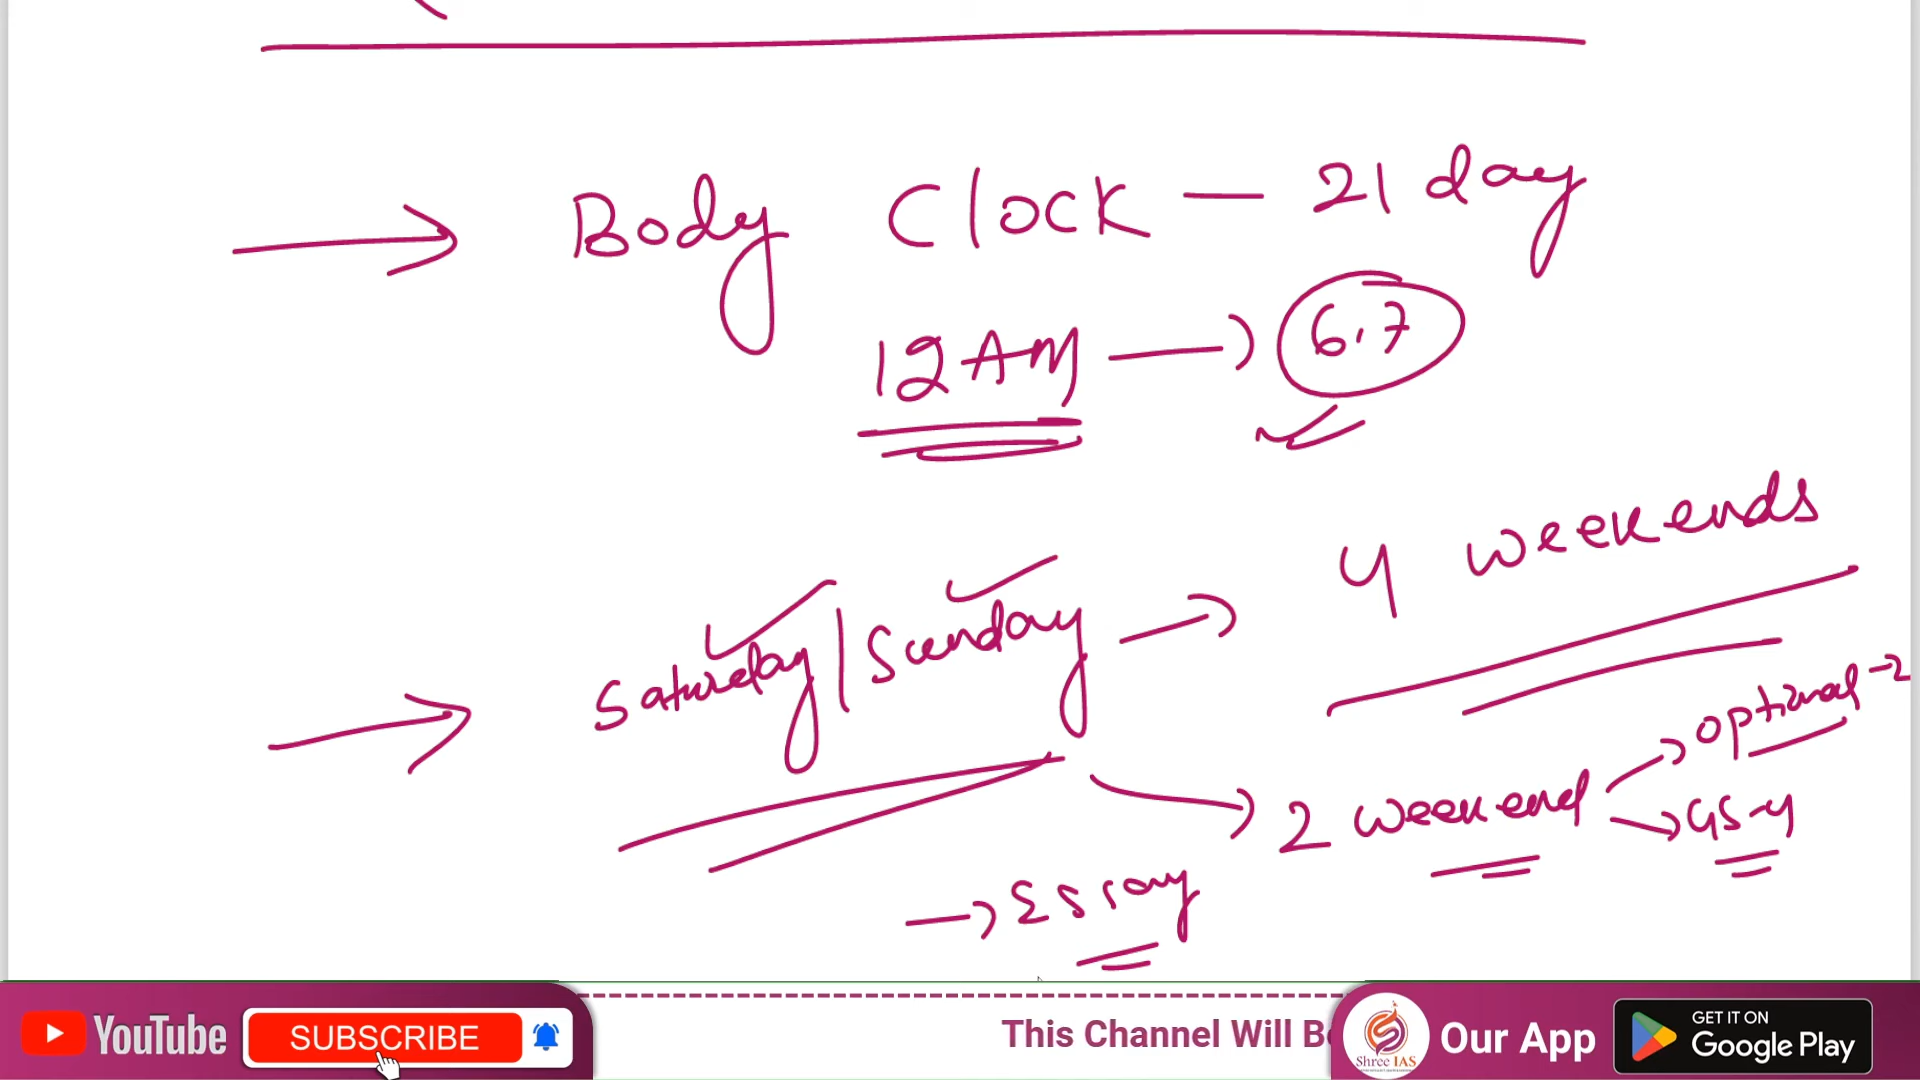 Body Clock – 21 day
12 AM → 6.7
Saturday | Sunday → 4 weekends
→ 2 weekend → optional -2
→ GS-4
→ Essay
YouTube SUBSCRIBE
This Channel Will Be
Shree IAS
Our App
GET IT ON
Google Play